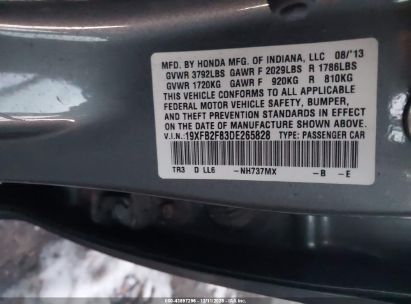 MFD. BY HONDA MFG. OF INDIANA, LLC 08/'13
GVWR 3792LBS GAWR F 2029LBS R 1786LBS
GVWR 1720KG GAWR F 920KG R 810KG
THIS VEHICLE CONFORMS TO ALL APPLICABLE
FEDERAL MOTOR VEHICLE SAFETY, BUMPER,
AND THEFT PREVENTION STANDARDS IN EFFECT
ON THE DATE OF MANUFACTURE SHOWN ABOVE.
V.I.N.: 19XFB2F83DE265828 TYPE: PASSENGER CAR
TR3 D LL6 -NH737MX -B -E